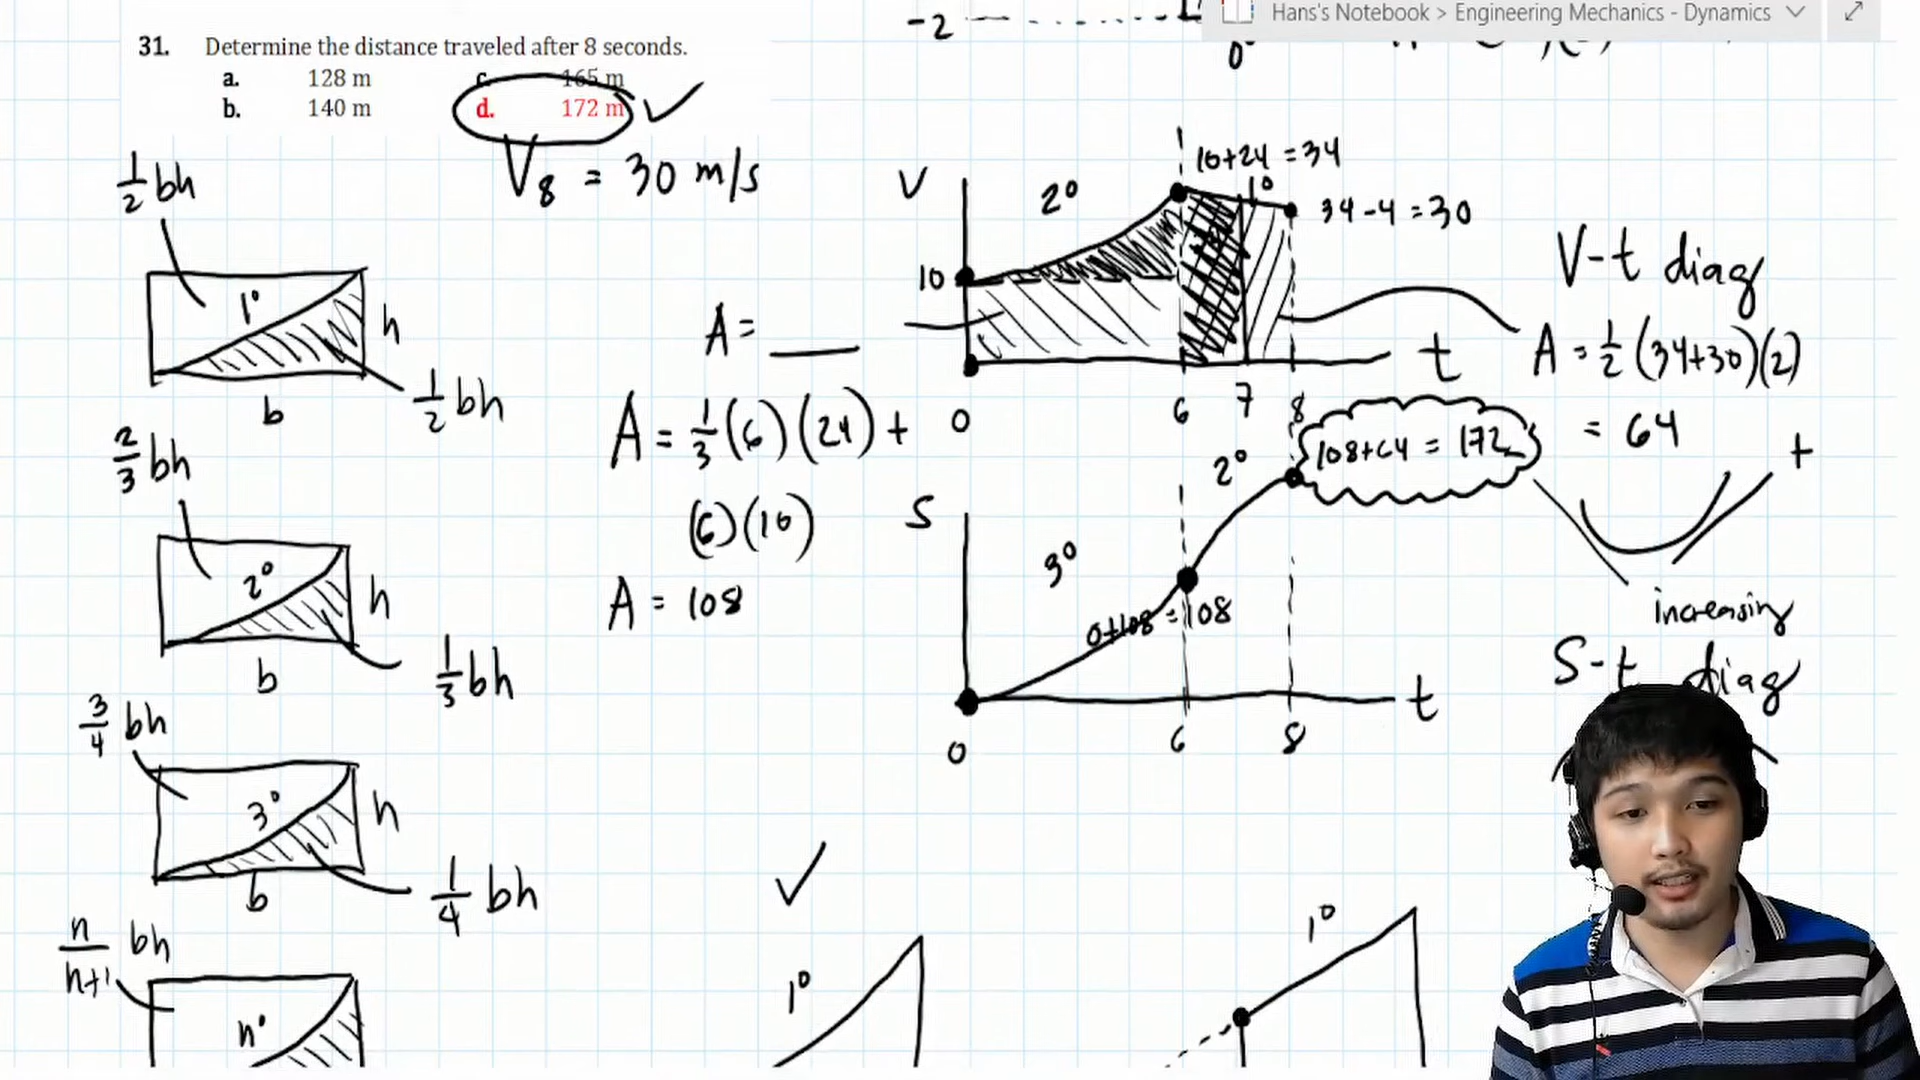 -2
0
Hans's Notebook > Engineering Mechanics - Dynamics
31. Determine the distance traveled after 8 seconds.
a. 128 m
c. 165 m
b. 140 m
d. 172 m ✓
V₈ = 30 m/s
1/2 bh
1°
h
b
1/2 bh
2/3 bh
2°
h
b
1/3 bh
3/4 bh
3°
h
b
1/4 bh
n/n+1 bh
n°
A = ___
A = 1/3 (6)(24) +
(6)(10)
A = 108
✓
V
2°
10+24 = 34
1°
34-4 = 30
10
t
0
6
7
8
V-t diag
A = 1/2 (34+30)(2)
= 64
S
3°
0+108 = 108
2°
108+64 = 172
t
0
6
8
+
increasing
S-t diag
1°
1°